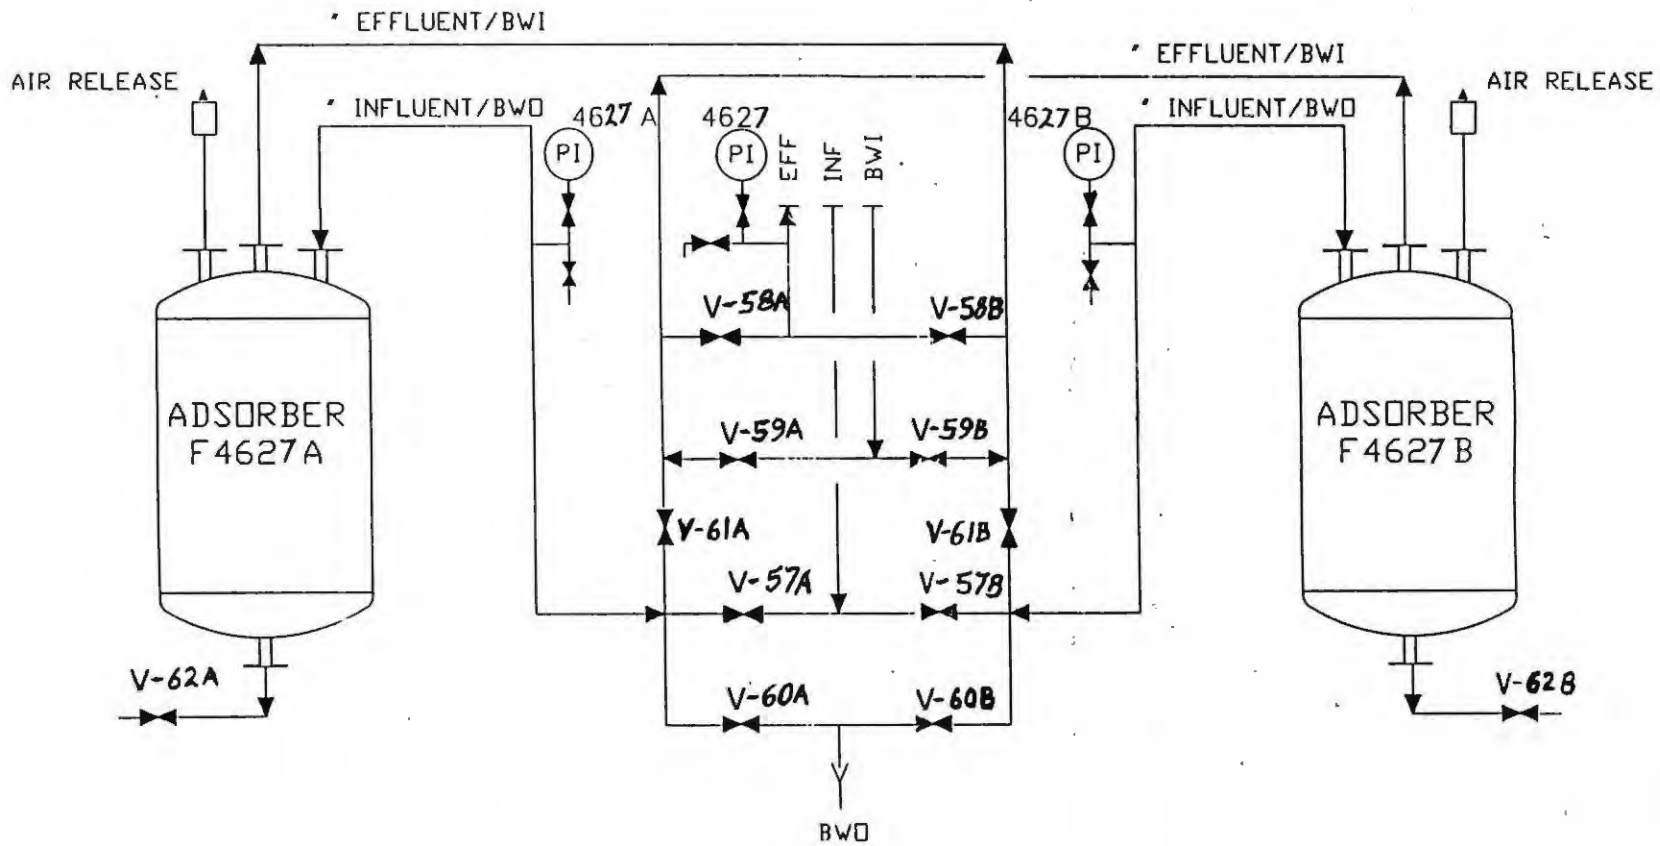 " EFFLUENT/BWI
" EFFLUENT/BWI
AIR RELEASE
AIR RELEASE
" INFLUENT/BWO
4627 A
4627
4627 B
" INFLUENT/BWO
PI
PI
EFF
INF
BWI
PI
V-58A
V-58B
ADSORBER
F4627A
V-59A
V-59B
ADSORBER
F4627B
V-61A
V-61B
V-57A
V-57B
V-62A
V-60A
V-60B
V-62B
BWO